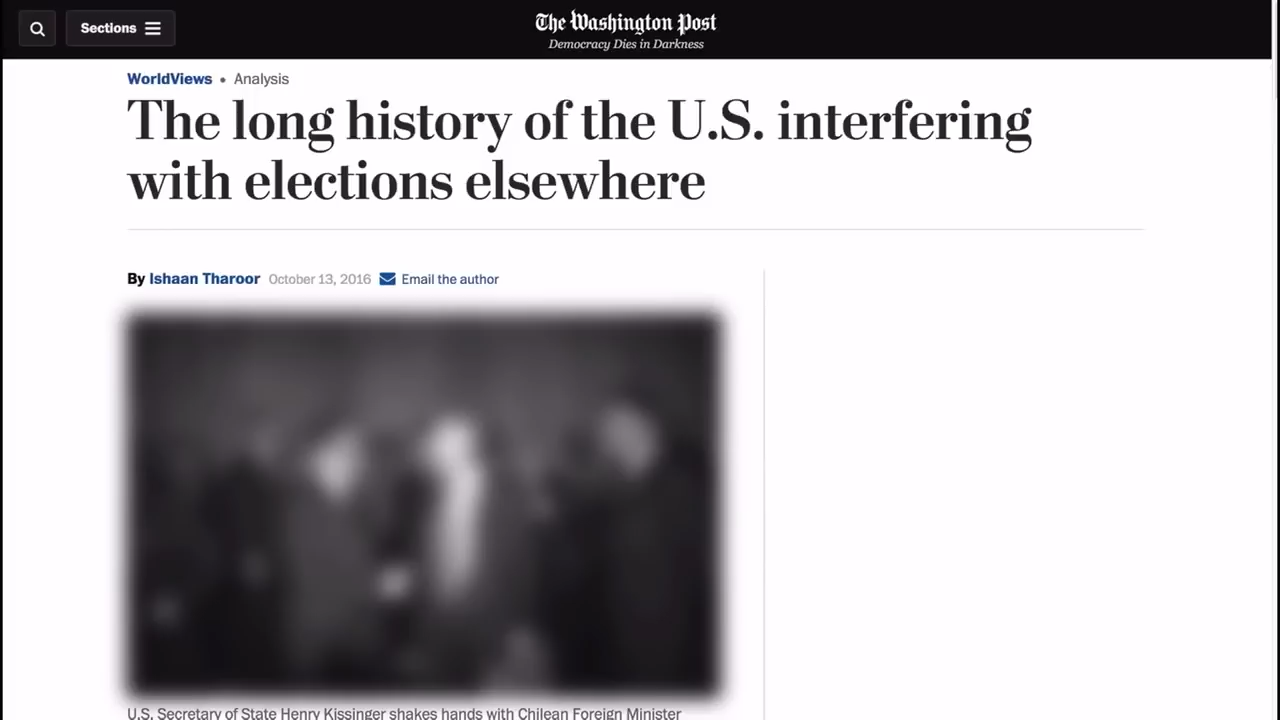 Sections
The Washington Post
Democracy Dies in Darkness
WorldViews • Analysis
The long history of the U.S. interfering
with elections elsewhere
By Ishaan Tharoor October 13, 2016 Email the author
U.S. Secretary of State Henry Kissinger shakes hands with Chilean Foreign Minister